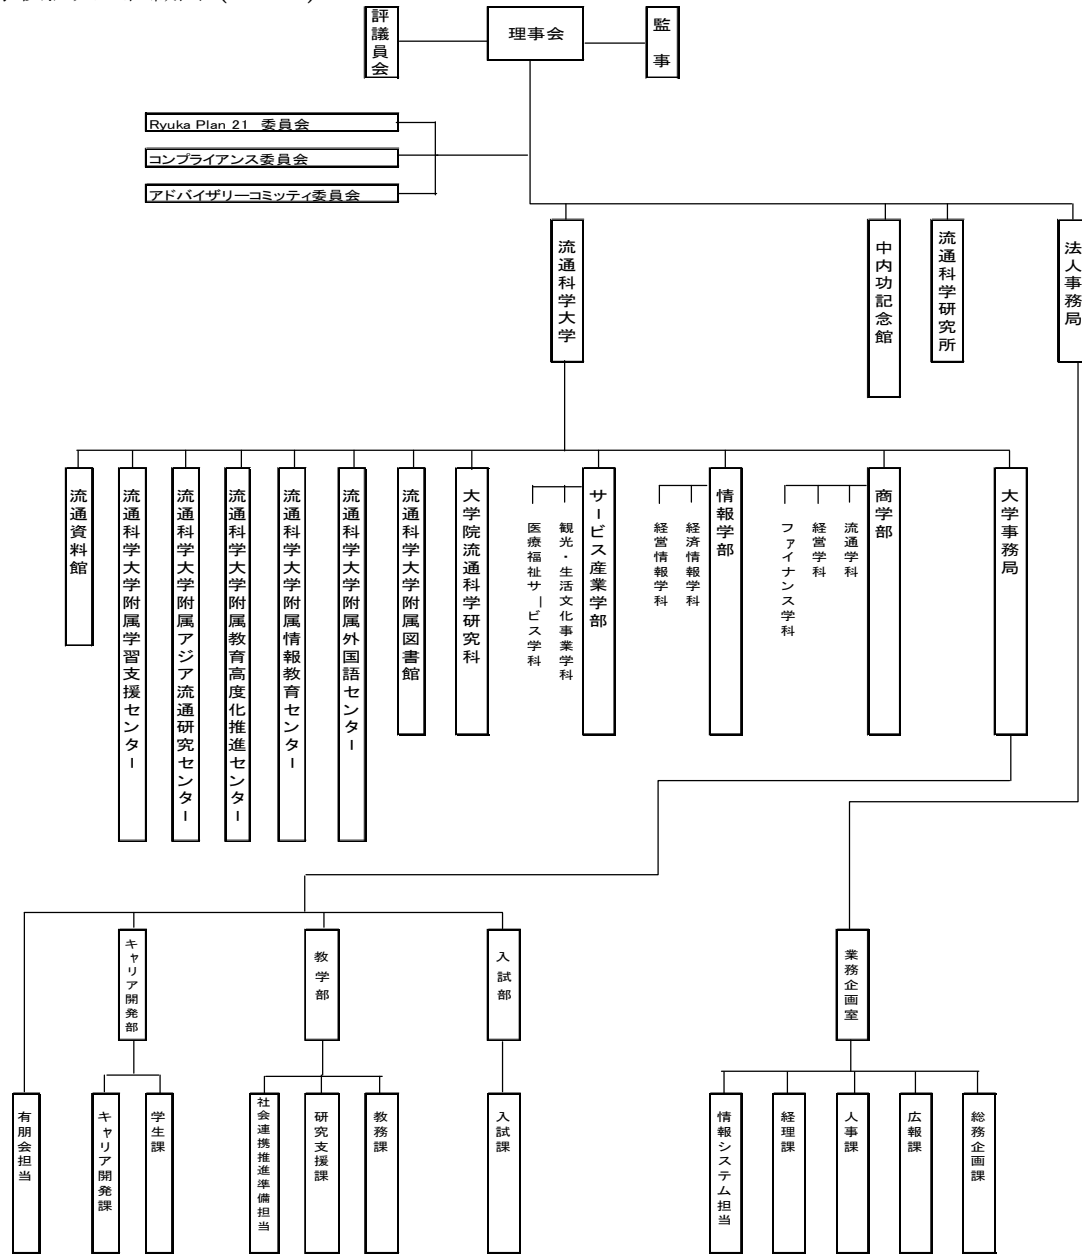 評議員会
理事会
監事
Ryuka Plan 21 委員会
コンプライアンス委員会
アドバイザリーコミッティ委員会
流通科学大学
中内功記念館
流通科学研究所
法人事務局
流通資料館
流通科学大学附属学習支援センター
流通科学大学附属アジア流通研究センター
流通科学大学附属教育高度化推進センター
流通科学大学附属情報教育センター
流通科学大学附属外国語センター
流通科学大学附属図書館
大学院流通科学研究科
医療福祉サービス学科
観光・生活文化事業学科
サービス産業学部
経営情報学科
経済情報学科
情報学部
ファイナンス学科
経営学科
流通学科
商学部
大学事務局
キャリア開発部
教学部
入試部
業務企画室
有朋会担当
キャリア開発課
学生課
社会連携推進準備担当
研究支援課
教務課
入試課
情報システム担当
経理課
人事課
広報課
総務企画課